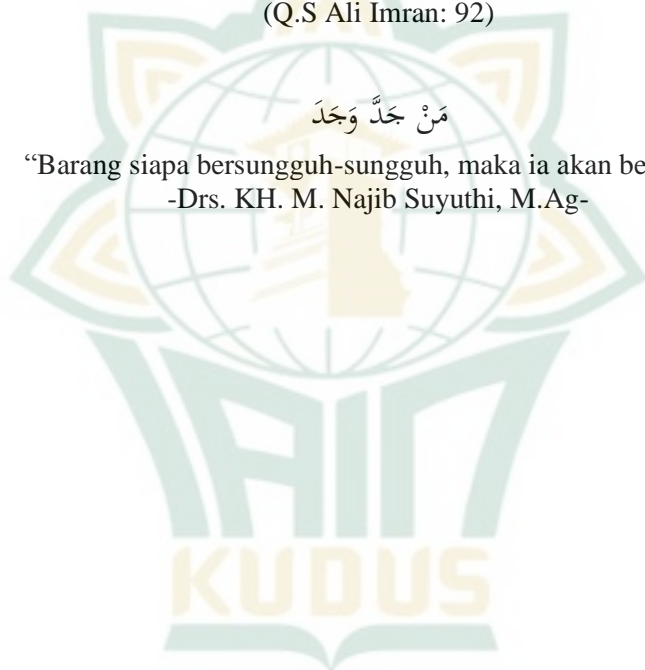 (Q.S Ali Imran: 92)
مَنْ جَدَّ وَجَدَ
“Barang siapa bersungguh-sungguh, maka ia akan be
-Drs. KH. M. Najib Suyuthi, M.Ag-
IAIN
KUDUS